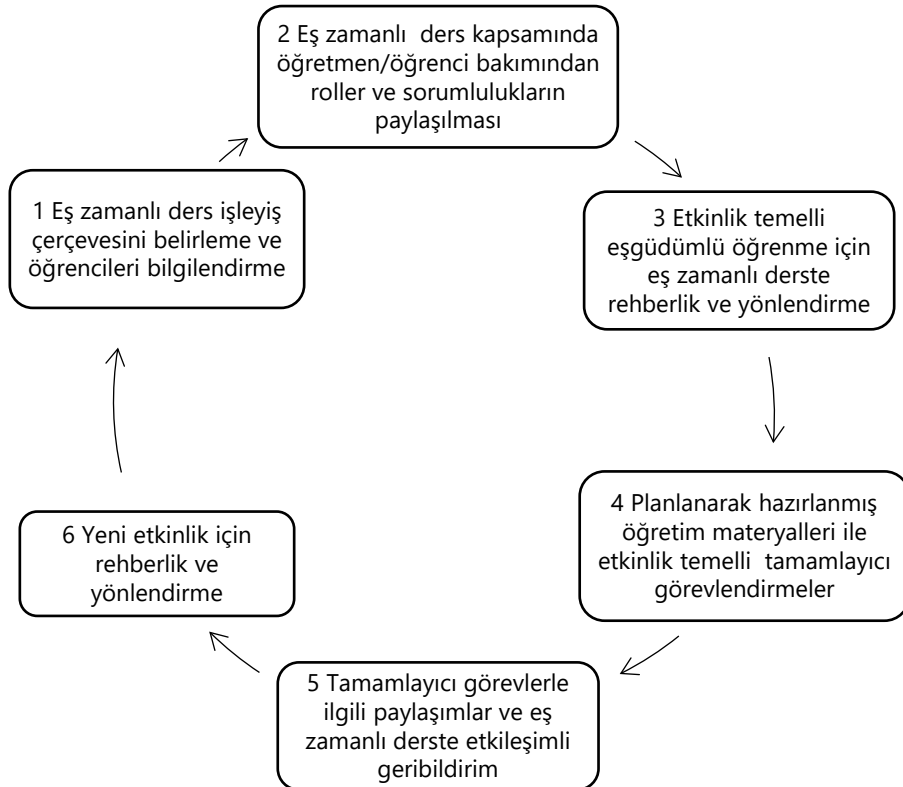 2 Eş zamanlı  ders kapsamında
öğretmen/öğrenci bakımından
roller ve sorumlulukların
paylaşılması
1 Eş zamanlı ders işleyiş
çerçevesini belirleme ve
öğrencileri bilgilendirme
3 Etkinlik temelli
eşgüdümlü öğrenme için
eş zamanlı derste
rehberlik ve yönlendirme
4 Planlanarak hazırlanmış
öğretim materyalleri ile
etkinlik temelli  tamamlayıcı
görevlendirmeler
6 Yeni etkinlik için
rehberlik ve
yönlendirme
5 Tamamlayıcı görevlerle
ilgili paylaşımlar ve eş
zamanlı derste etkileşimli
geribildirim